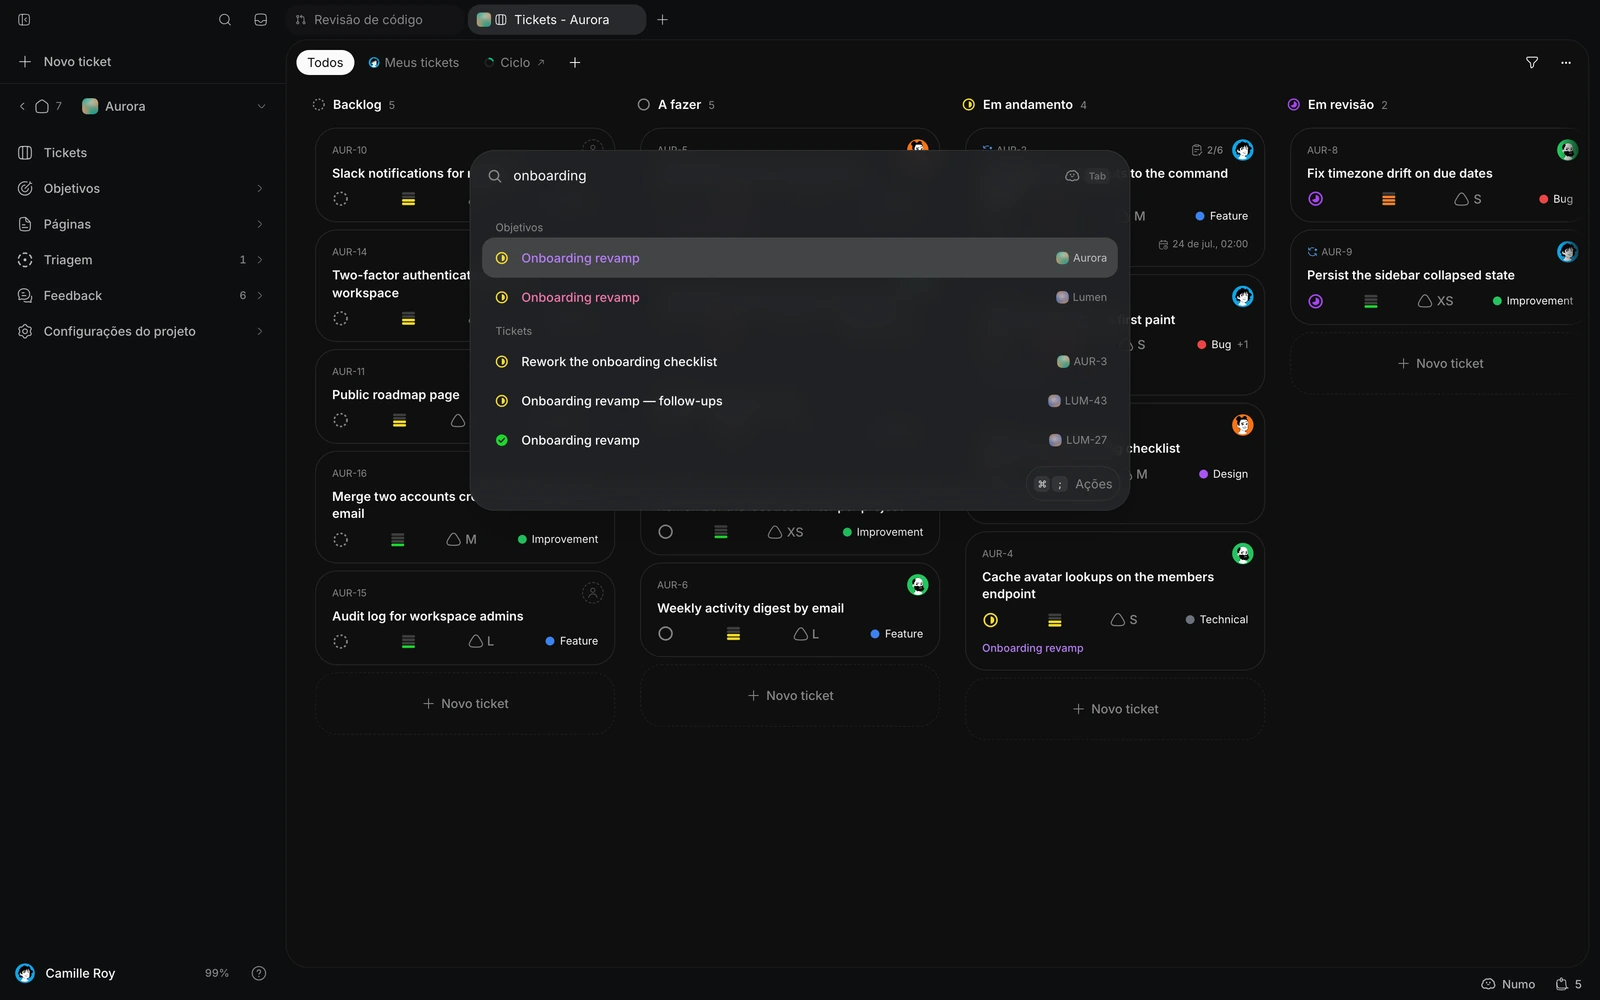 Revisão de código
Tickets - Aurora
Novo ticket
Todos
Meus tickets
Ciclo ↗
7
Aurora
Tickets
Objetivos
Páginas
Triagem
1
Feedback
6
Configurações do projeto
Backlog 5
AUR-10
Slack notifications for
AUR-14
Two-factor authenticat
workspace
AUR-11
Public roadmap page
AUR-16
Merge two accounts cr
email
M
Improvement
AUR-15
Audit log for workspace admins
L
Feature
Novo ticket
A fazer 5
AUR-5
XS
Improvement
AUR-6
Weekly activity digest by email
L
Feature
Novo ticket
Em andamento 4
AUR-2
2/6
to the command
M
Feature
24 de jul., 02:00
st paint
S
Bug +1
checklist
M
Design
AUR-4
Cache avatar lookups on the members
endpoint
S
Technical
Onboarding revamp
Novo ticket
Em revisão 2
AUR-8
Fix timezone drift on due dates
S
Bug
AUR-9
Persist the sidebar collapsed state
XS
Improvement
Novo ticket
onboarding
Tab
Objetivos
Onboarding revamp
Aurora
Onboarding revamp
Lumen
Tickets
Rework the onboarding checklist
AUR-3
Onboarding revamp — follow-ups
LUM-43
Onboarding revamp
LUM-27
⌘ ; Ações
Camille Roy
99%
Numo
5